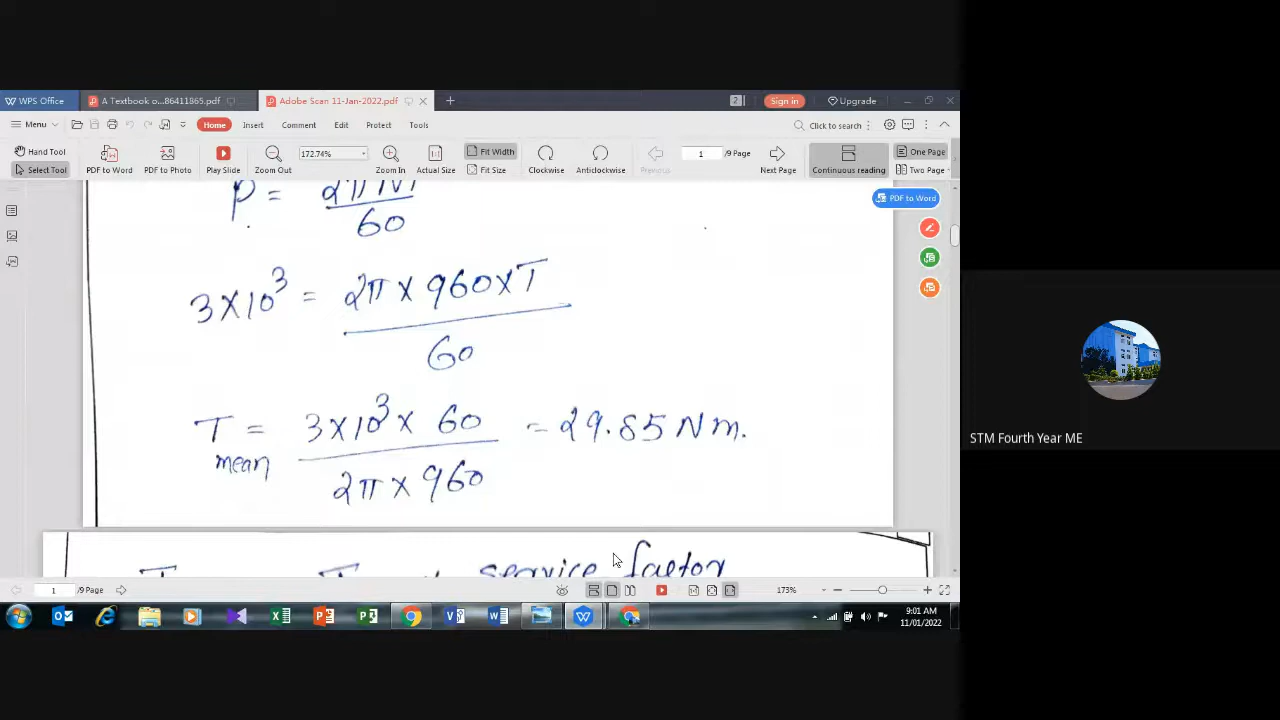 WPS Office
A Textbook o...86411865.pdf
Adobe Scan 11-Jan-2022.pdf
2
Sign in
Upgrade
Menu
Home
Insert
Comment
Edit
Protect
Tools
Click to search
Hand Tool
Select Tool
PDF to Word
PDF to Photo
Play Slide
Zoom Out
172.74%
Zoom In
Actual Size
Fit Width
Fit Size
Clockwise
Anticlockwise
Previous
1
/9 Page
Next Page
Continuous reading
One Page
Two Page
PDF to Word
P = 2πNT
60
3×10³ = 2π × 960 × T
60
T mean = 3×10³ × 60 = 29.85 Nm.
2π × 960
service factor
1
/9 Page
173%
9:01 AM
11/01/2022
STM Fourth Year ME